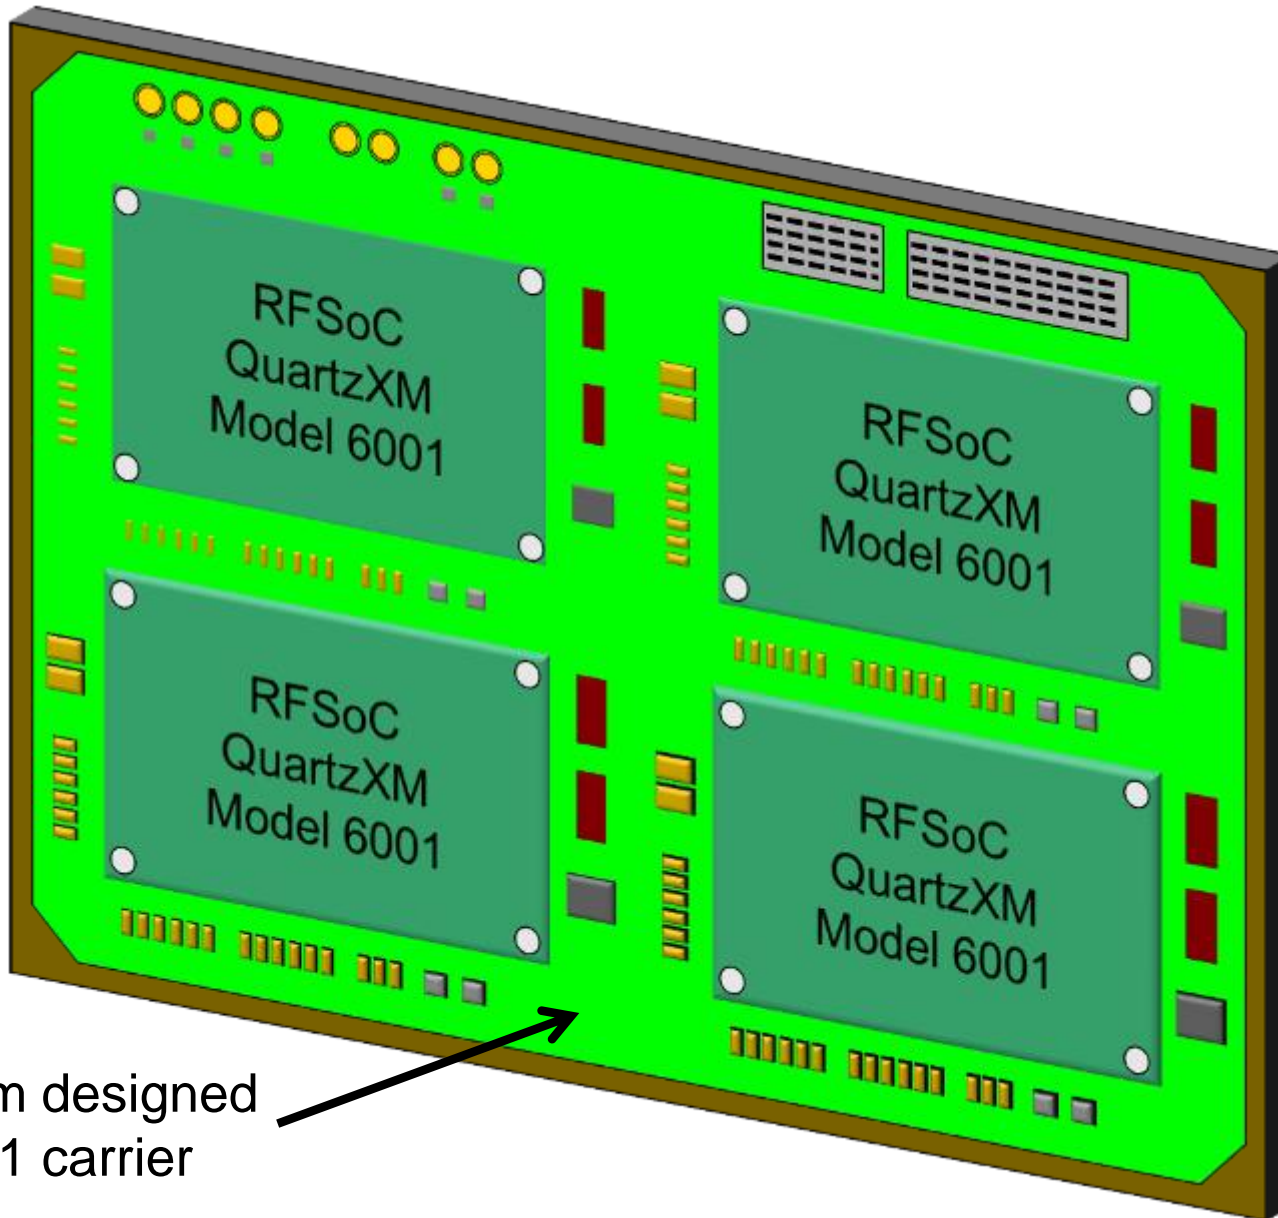 RFSoC
QuartzXM
Model 6001
RFSoC
QuartzXM
Model 6001
RFSoC
QuartzXM
Model 6001
RFSoC
QuartzXM
Model 6001
designed
1 carrier